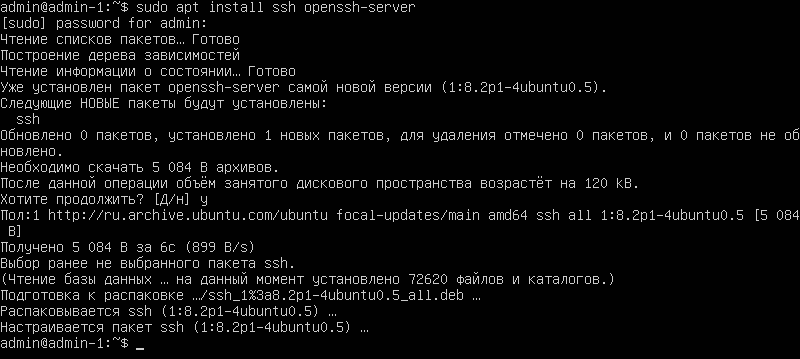 admin@admin-1:~$ sudo apt install ssh openssh-server
[sudo] password for admin:
Чтение списков пакетов… Готово
Построение дерева зависимостей
Чтение информации о состоянии… Готово
Уже установлен пакет openssh-server самой новой версии (1:8.2p1-4ubuntu0.5).
Следующие НОВЫЕ пакеты будут установлены:
  ssh
Обновлено 0 пакетов, установлено 1 новых пакетов, для удаления отмечено 0 пакетов, и 0 пакетов не об
новлено.
Необходимо скачать 5 084 B архивов.
После данной операции объём занятого дискового пространства возрастёт на 120 kB.
Хотите продолжить? [Д/н] y
Пол:1 http://ru.archive.ubuntu.com/ubuntu focal-updates/main amd64 ssh all 1:8.2p1-4ubuntu0.5 [5 084
 B]
Получено 5 084 B за 6с (899 B/s)
Выбор ранее не выбранного пакета ssh.
(Чтение базы данных … на данный момент установлено 72620 файлов и каталогов.)
Подготовка к распаковке …/ssh_1%3a8.2p1-4ubuntu0.5_all.deb …
Распаковывается ssh (1:8.2p1-4ubuntu0.5) …
Настраивается пакет ssh (1:8.2p1-4ubuntu0.5) …
admin@admin-1:~$ _